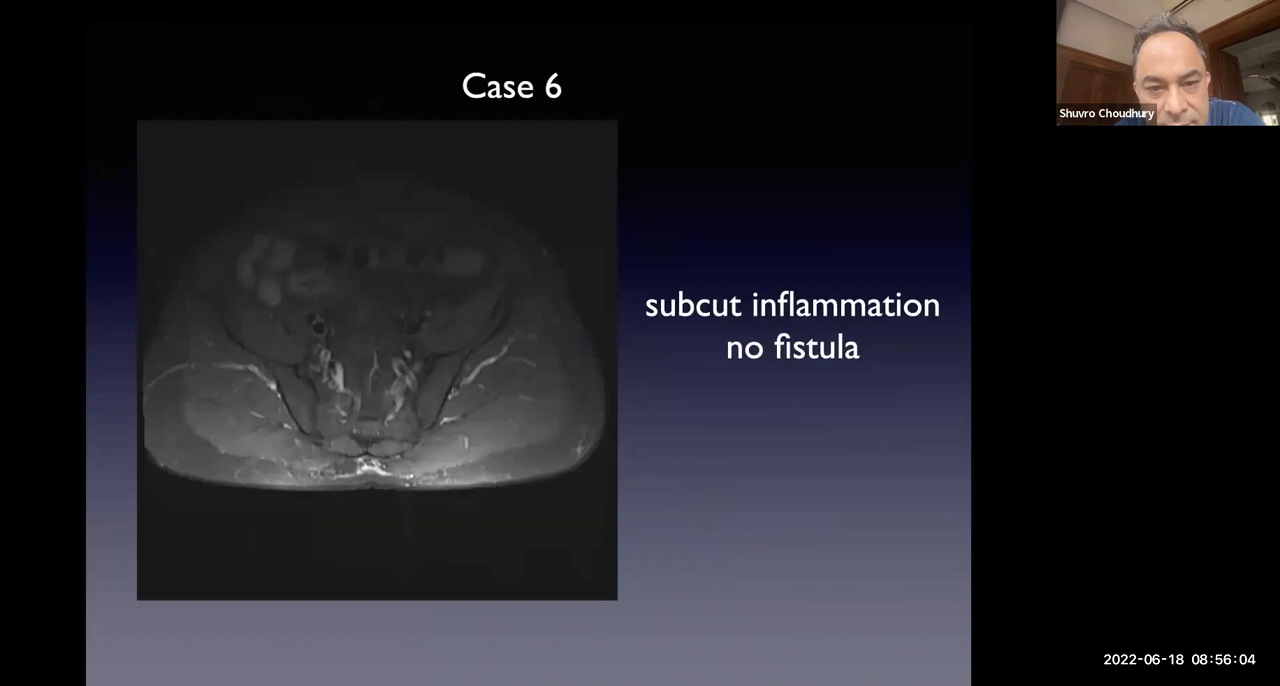 Case 6
Shuvro Choudhury
subcut inflammation
no fistula
2022-06-18 08:56:04